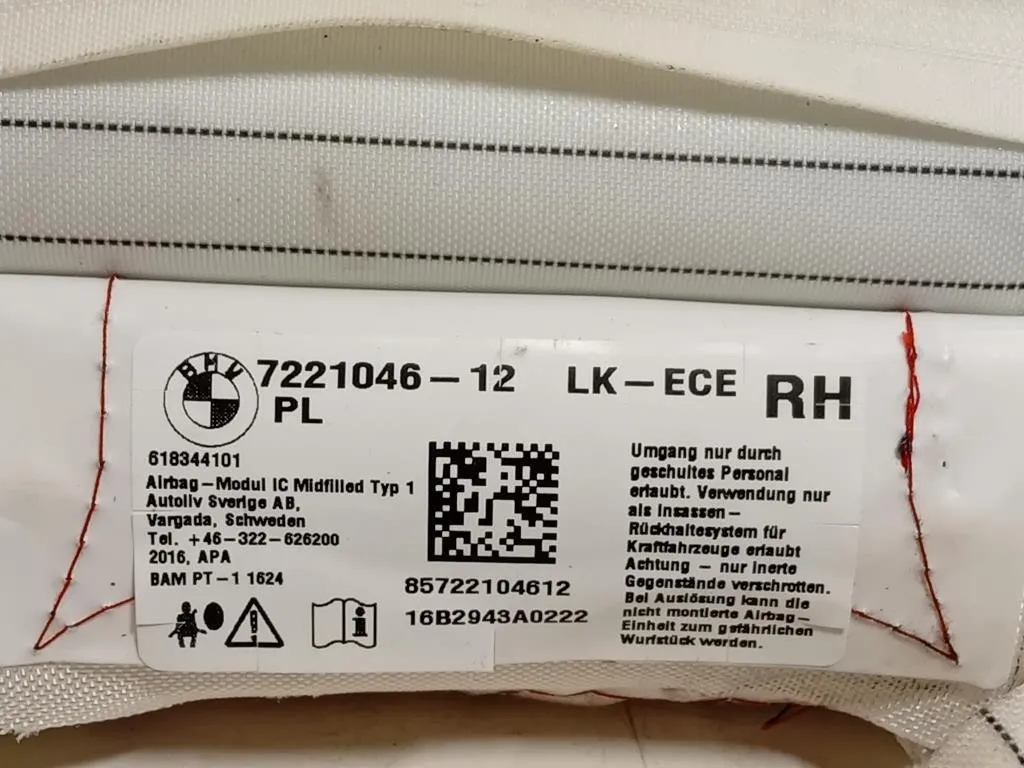 BMW
7221046-12 LK-ECE RH
PL
618344101
Airbag-Modul IC Midfilled Typ 1
Autoliv Sverige AB,
Vargada, Schweden
Tel. +46-322-626200
2016, APA
BAM PT-1 1624
85722104612
16B2943A0222
Umgang nur durch
geschultes Personal
erlaubt. Verwendung nur
als Insassen-
Rückhaltesystem für
Kraftfahrzeuge erlaubt
Achtung - nur inerte
Gegenstände verschrotten.
Bei Auslösung kann die
nicht montierte Airbag-
Einheit zum gefährlichen
Wurfstück werden.